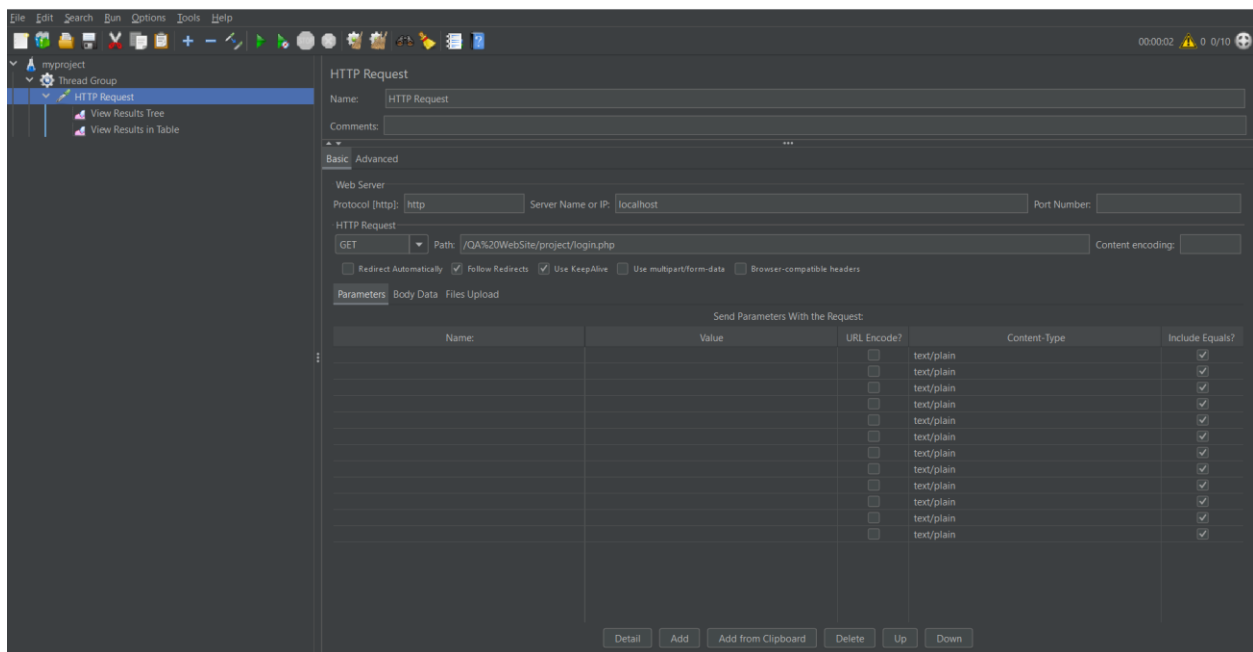 File Edit Search Run Options Tools Help
00:00:02 0 0/10
myproject
Thread Group
HTTP Request
View Results Tree
View Results in Table
HTTP Request
Name: HTTP Request
Comments:
Basic Advanced
Web Server
Protocol [http]: http Server Name or IP: localhost Port Number:
HTTP Request
GET Path: /QA%20WebSite/project/login.php Content encoding:
Redirect Automatically Follow Redirects Use KeepAlive Use multipart/form-data Browser-compatible headers
Parameters Body Data Files Upload
Send Parameters With the Request:
Name: Value URL Encode? Content-Type Include Equals?
text/plain
text/plain
text/plain
text/plain
text/plain
text/plain
text/plain
text/plain
text/plain
text/plain
text/plain
text/plain
Detail Add Add from Clipboard Delete Up Down